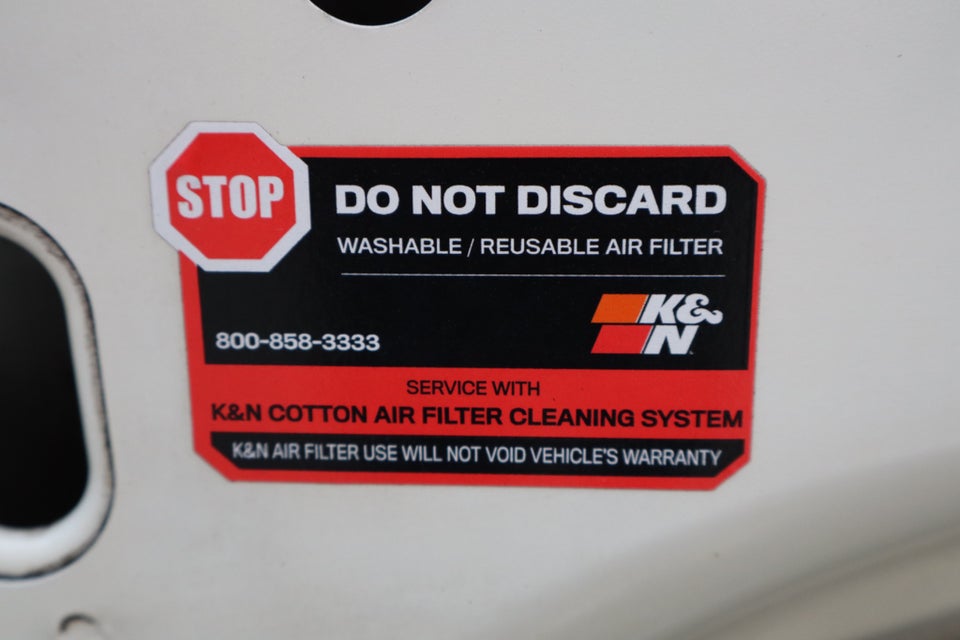 STOP
DO NOT DISCARD
WASHABLE / REUSABLE AIR FILTER
K&
N
800-858-3333
SERVICE WITH
K&N COTTON AIR FILTER CLEANING SYSTEM
K&N AIR FILTER USE WILL NOT VOID VEHICLE'S WARRANTY